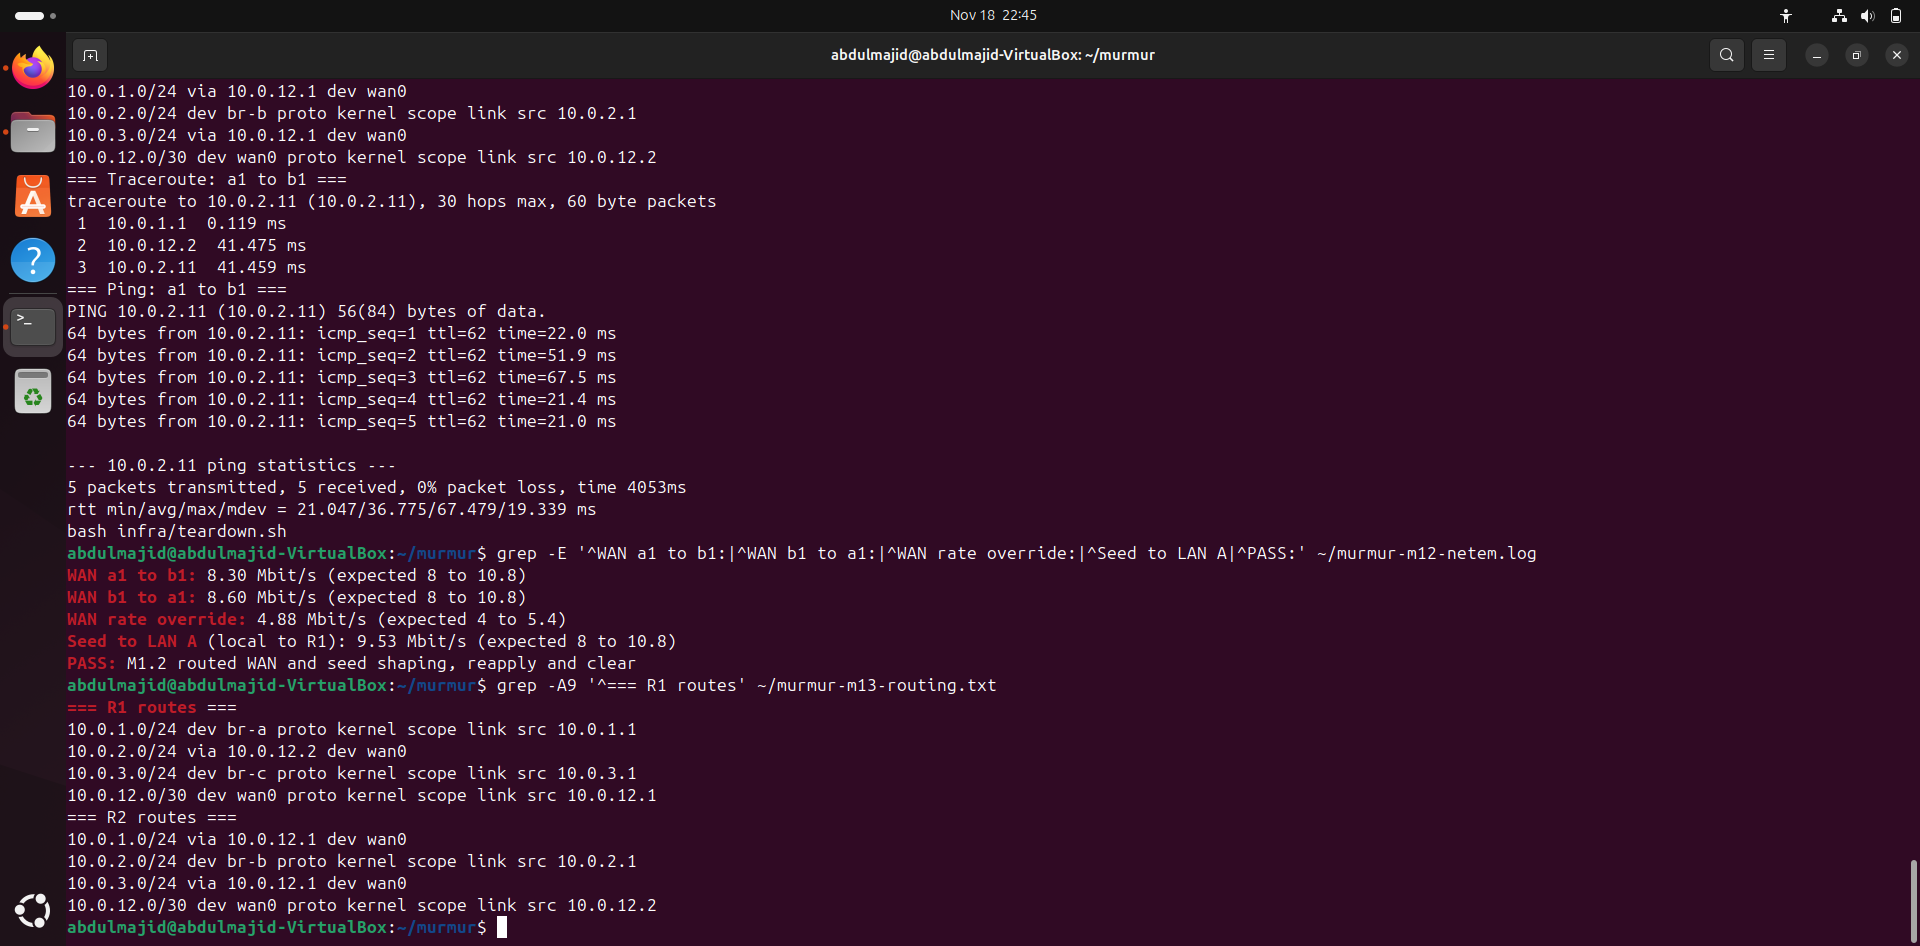 Nov 18 22:45
abdulmajid@abdulmajid-VirtualBox: ~/murmur
10.0.1.0/24 via 10.0.12.1 dev wan0
10.0.2.0/24 dev br-b proto kernel scope link src 10.0.2.1
10.0.3.0/24 via 10.0.12.1 dev wan0
10.0.12.0/30 dev wan0 proto kernel scope link src 10.0.12.2
=== Traceroute: a1 to b1 ===
traceroute to 10.0.2.11 (10.0.2.11), 30 hops max, 60 byte packets
 1  10.0.1.1  0.119 ms
 2  10.0.12.2  41.475 ms
 3  10.0.2.11  41.459 ms
=== Ping: a1 to b1 ===
PING 10.0.2.11 (10.0.2.11) 56(84) bytes of data.
64 bytes from 10.0.2.11: icmp_seq=1 ttl=62 time=22.0 ms
64 bytes from 10.0.2.11: icmp_seq=2 ttl=62 time=51.9 ms
64 bytes from 10.0.2.11: icmp_seq=3 ttl=62 time=67.5 ms
64 bytes from 10.0.2.11: icmp_seq=4 ttl=62 time=21.4 ms
64 bytes from 10.0.2.11: icmp_seq=5 ttl=62 time=21.0 ms
--- 10.0.2.11 ping statistics ---
5 packets transmitted, 5 received, 0% packet loss, time 4053ms
rtt min/avg/max/mdev = 21.047/36.775/67.479/19.339 ms
bash infra/teardown.sh
abdulmajid@abdulmajid-VirtualBox:~/murmur$ grep -E '^WAN a1 to b1:|^WAN b1 to a1:|^WAN rate override:|^Seed to LAN A|^PASS:' ~/murmur-m12-netem.log
WAN a1 to b1: 8.30 Mbit/s (expected 8 to 10.8)
WAN b1 to a1: 8.60 Mbit/s (expected 8 to 10.8)
WAN rate override: 4.88 Mbit/s (expected 4 to 5.4)
Seed to LAN A (local to R1): 9.53 Mbit/s (expected 8 to 10.8)
PASS: M1.2 routed WAN and seed shaping, reapply and clear
abdulmajid@abdulmajid-VirtualBox:~/murmur$ grep -A9 '^=== R1 routes' ~/murmur-m13-routing.txt
=== R1 routes ===
10.0.1.0/24 dev br-a proto kernel scope link src 10.0.1.1
10.0.2.0/24 via 10.0.12.2 dev wan0
10.0.3.0/24 dev br-c proto kernel scope link src 10.0.3.1
10.0.12.0/30 dev wan0 proto kernel scope link src 10.0.12.1
=== R2 routes ===
10.0.1.0/24 via 10.0.12.1 dev wan0
10.0.2.0/24 dev br-b proto kernel scope link src 10.0.2.1
10.0.3.0/24 via 10.0.12.1 dev wan0
10.0.12.0/30 dev wan0 proto kernel scope link src 10.0.12.2
abdulmajid@abdulmajid-VirtualBox:~/murmur$